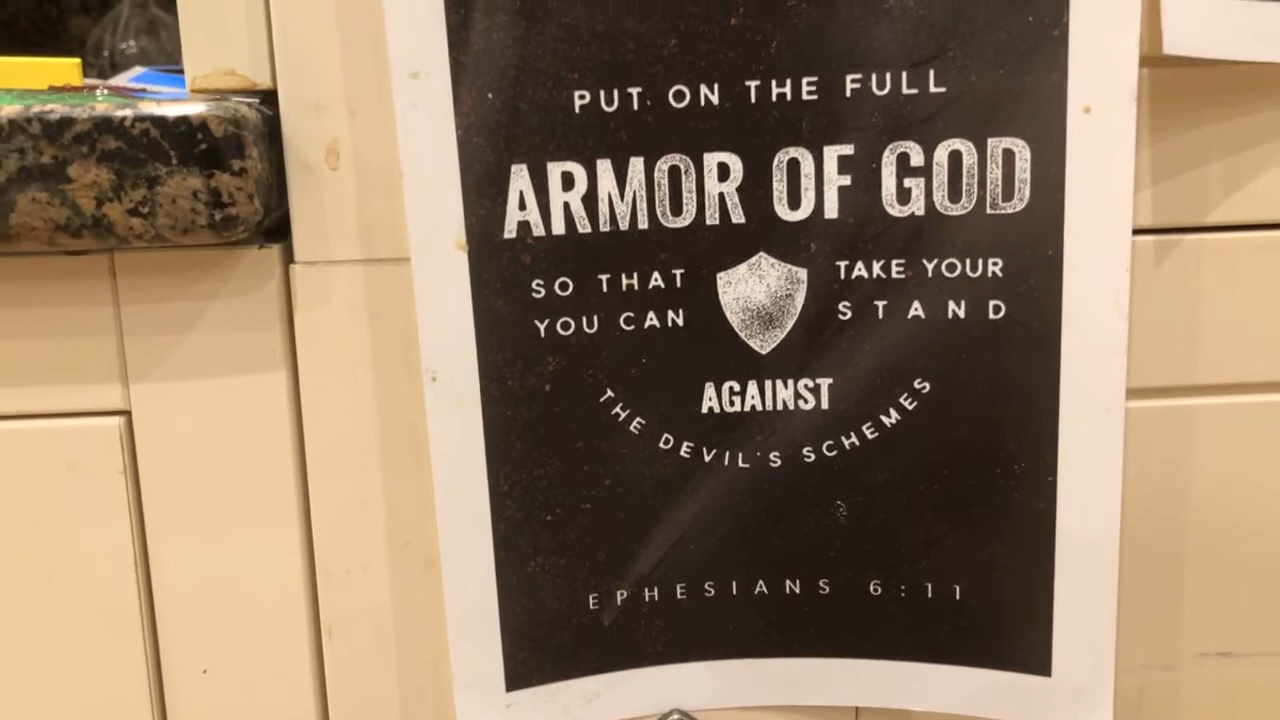 PUT ON THE FULL
ARMOR OF GOD
SO THAT
YOU CAN
TAKE YOUR
STAND
AGAINST
THE DEVIL'S SCHEMES
EPHESIANS 6:11